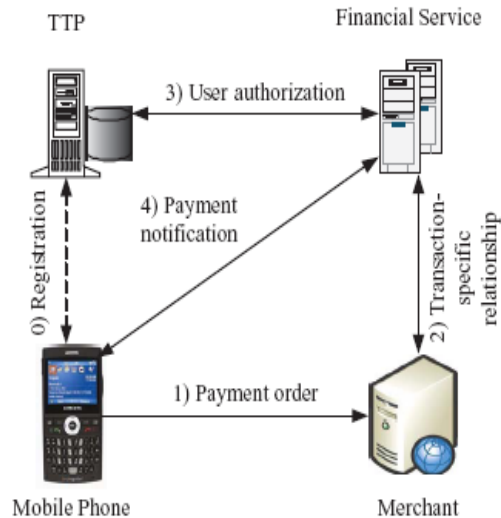 TTP
Financial Service
3) User authorization
4) Payment
notification
0) Registration
2) Transaction-
specific
relationship
1) Payment order
Mobile Phone
Merchant